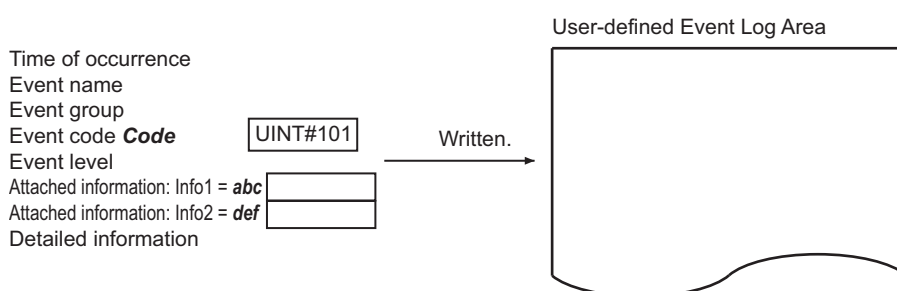 User-defined Event Log Area
Time of occurrence
Event name
Event group
Event code Code UINT#101
Written.
Event level
Attached information: Info1 = abc
Attached information: Info2 = def
Detailed information